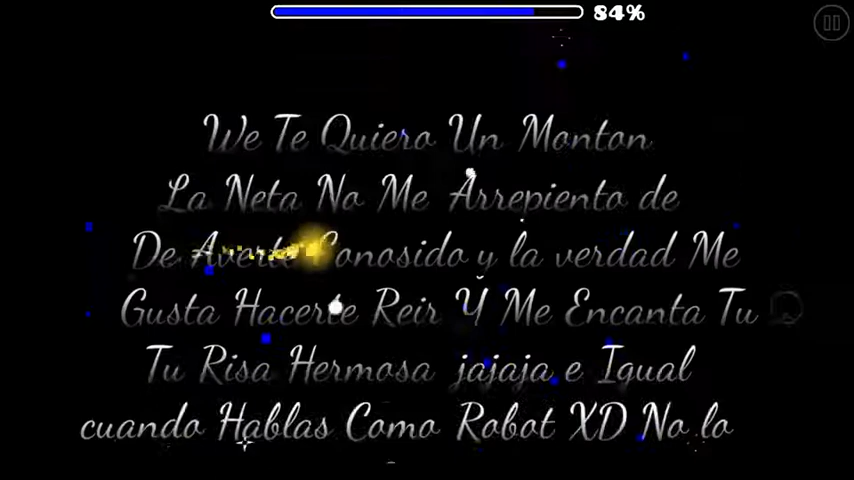 84%
We Te Quiero Un Monton
La Neta No Me Arrepiento de
De Averte Conosido y la verdad Me
Gusta Hacerte Reir Y Me Encanta Tu
Tu Risa Hermosa jajaja e Igual
cuando Hablas Como Robot XD No lo